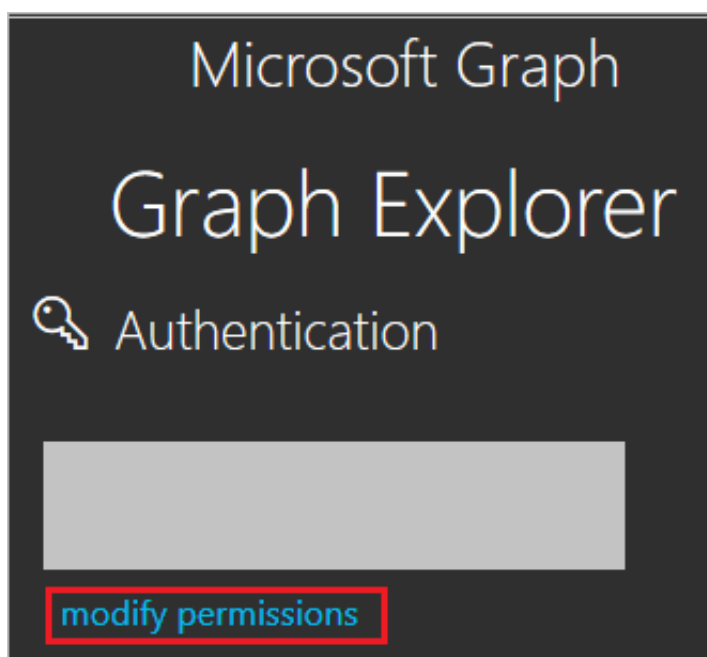 Microsoft Graph
Graph Explorer
Authentication
modify permissions